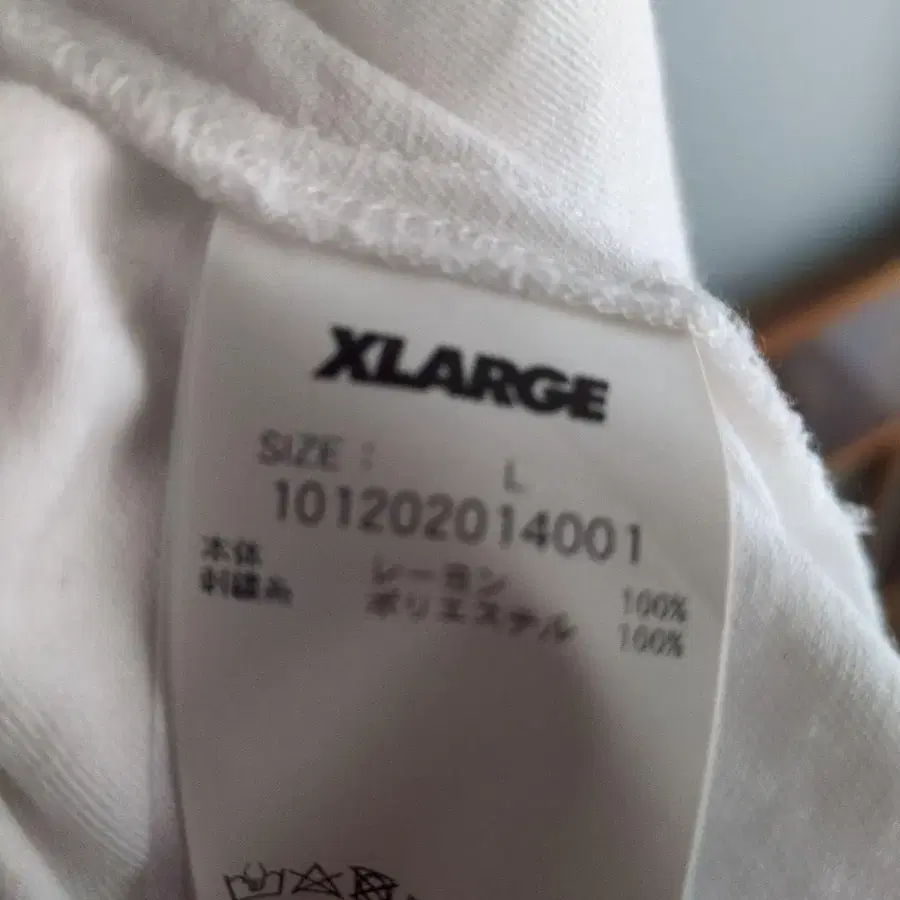 XLARGE
SIZE : L
101202014001
本体 レーヨン 100%
刺繍糸 ポリエステル 100%